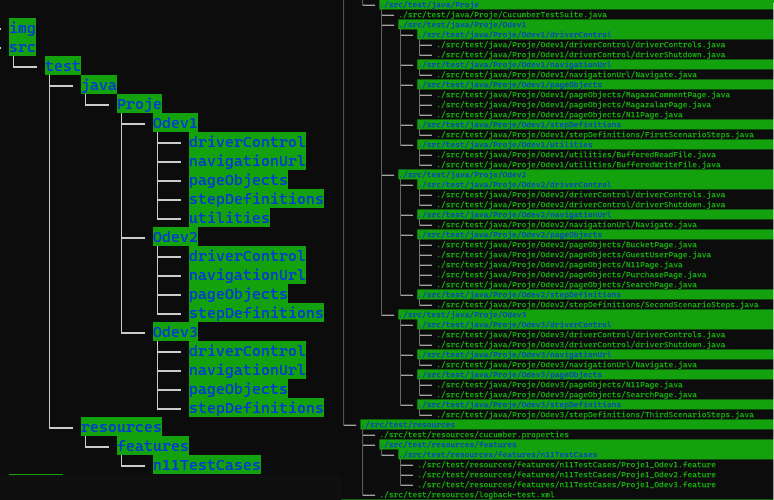 img
src
test
java
Proje
Odev1
driverControl
navigationUrl
pageObjects
stepDefinitions
utilities
Odev2
driverControl
navigationUrl
pageObjects
stepDefinitions
Odev3
driverControl
navigationUrl
pageObjects
stepDefinitions
resources
features
n11TestCases
./src/test/java/Proje
./src/test/java/Proje/CucumberTestSuite.java
./src/test/java/Proje/Odev1
./src/test/java/Proje/Odev1/driverControl
./src/test/java/Proje/Odev1/driverControl/driverControls.java
./src/test/java/Proje/Odev1/driverControl/driverShutdown.java
./src/test/java/Proje/Odev1/navigationUrl
./src/test/java/Proje/Odev1/navigationUrl/Navigate.java
./src/test/java/Proje/Odev1/pageObjects
./src/test/java/Proje/Odev1/pageObjects/MagazaCommentPage.java
./src/test/java/Proje/Odev1/pageObjects/MagazalarPage.java
./src/test/java/Proje/Odev1/pageObjects/N11Page.java
./src/test/java/Proje/Odev1/stepDefinitions
./src/test/java/Proje/Odev1/stepDefinitions/FirstScenarioSteps.java
./src/test/java/Proje/Odev1/utilities
./src/test/java/Proje/Odev1/utilities/BufferedReadFile.java
./src/test/java/Proje/Odev1/utilities/BufferedWriteFile.java
./src/test/java/Proje/Odev2
./src/test/java/Proje/Odev2/driverControl
./src/test/java/Proje/Odev2/driverControl/driverControls.java
./src/test/java/Proje/Odev2/driverControl/driverShutdown.java
./src/test/java/Proje/Odev2/navigationUrl
./src/test/java/Proje/Odev2/navigationUrl/Navigate.java
./src/test/java/Proje/Odev2/pageObjects
./src/test/java/Proje/Odev2/pageObjects/BucketPage.java
./src/test/java/Proje/Odev2/pageObjects/GuestUserPage.java
./src/test/java/Proje/Odev2/pageObjects/N11Page.java
./src/test/java/Proje/Odev2/pageObjects/PurchasePage.java
./src/test/java/Proje/Odev2/pageObjects/SearchPage.java
./src/test/java/Proje/Odev2/stepDefinitions
./src/test/java/Proje/Odev2/stepDefinitions/SecondScenarioSteps.java
./src/test/java/Proje/Odev3
./src/test/java/Proje/Odev3/driverControl
./src/test/java/Proje/Odev3/driverControl/driverControls.java
./src/test/java/Proje/Odev3/driverControl/driverShutdown.java
./src/test/java/Proje/Odev3/navigationUrl
./src/test/java/Proje/Odev3/navigationUrl/Navigate.java
./src/test/java/Proje/Odev3/pageObjects
./src/test/java/Proje/Odev3/pageObjects/N11Page.java
./src/test/java/Proje/Odev3/pageObjects/SearchPage.java
./src/test/java/Proje/Odev3/stepDefinitions
./src/test/java/Proje/Odev3/stepDefinitions/ThirdScenarioSteps.java
./src/test/resources
./src/test/resources/cucumber.properties
./src/test/resources/features
./src/test/resources/features/n11TestCases
./src/test/resources/features/n11TestCases/Proje1_Odev1.feature
./src/test/resources/features/n11TestCases/Proje1_Odev2.feature
./src/test/resources/features/n11TestCases/Proje1_Odev3.feature
./src/test/resources/logback-test.xml